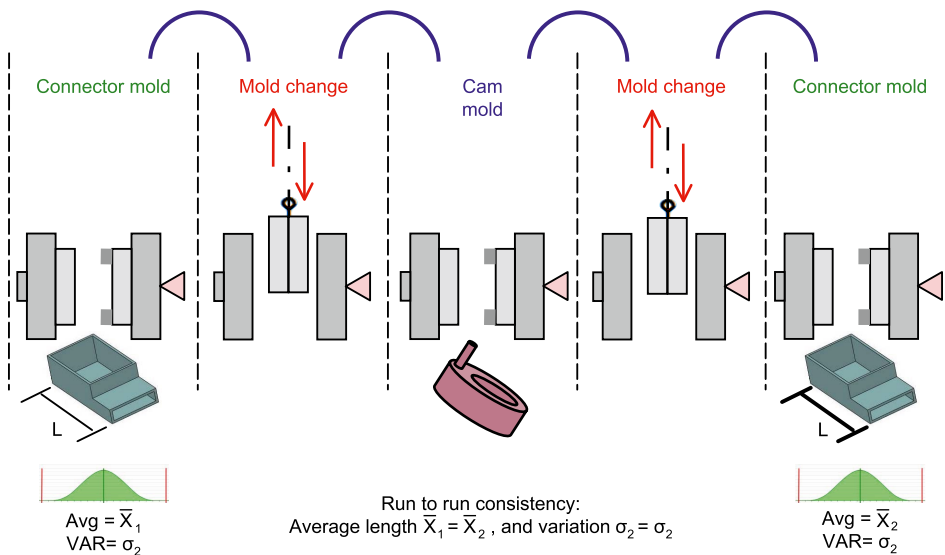 Connector mold
Mold change
Cam
mold
Mold change
Connector mold
L
L
Avg = X̅₁
VAR= σ₂
Run to run consistency:
Average length X̅₁ = X̅₂ , and variation σ₂ = σ₂
Avg = X̅₂
VAR= σ₂